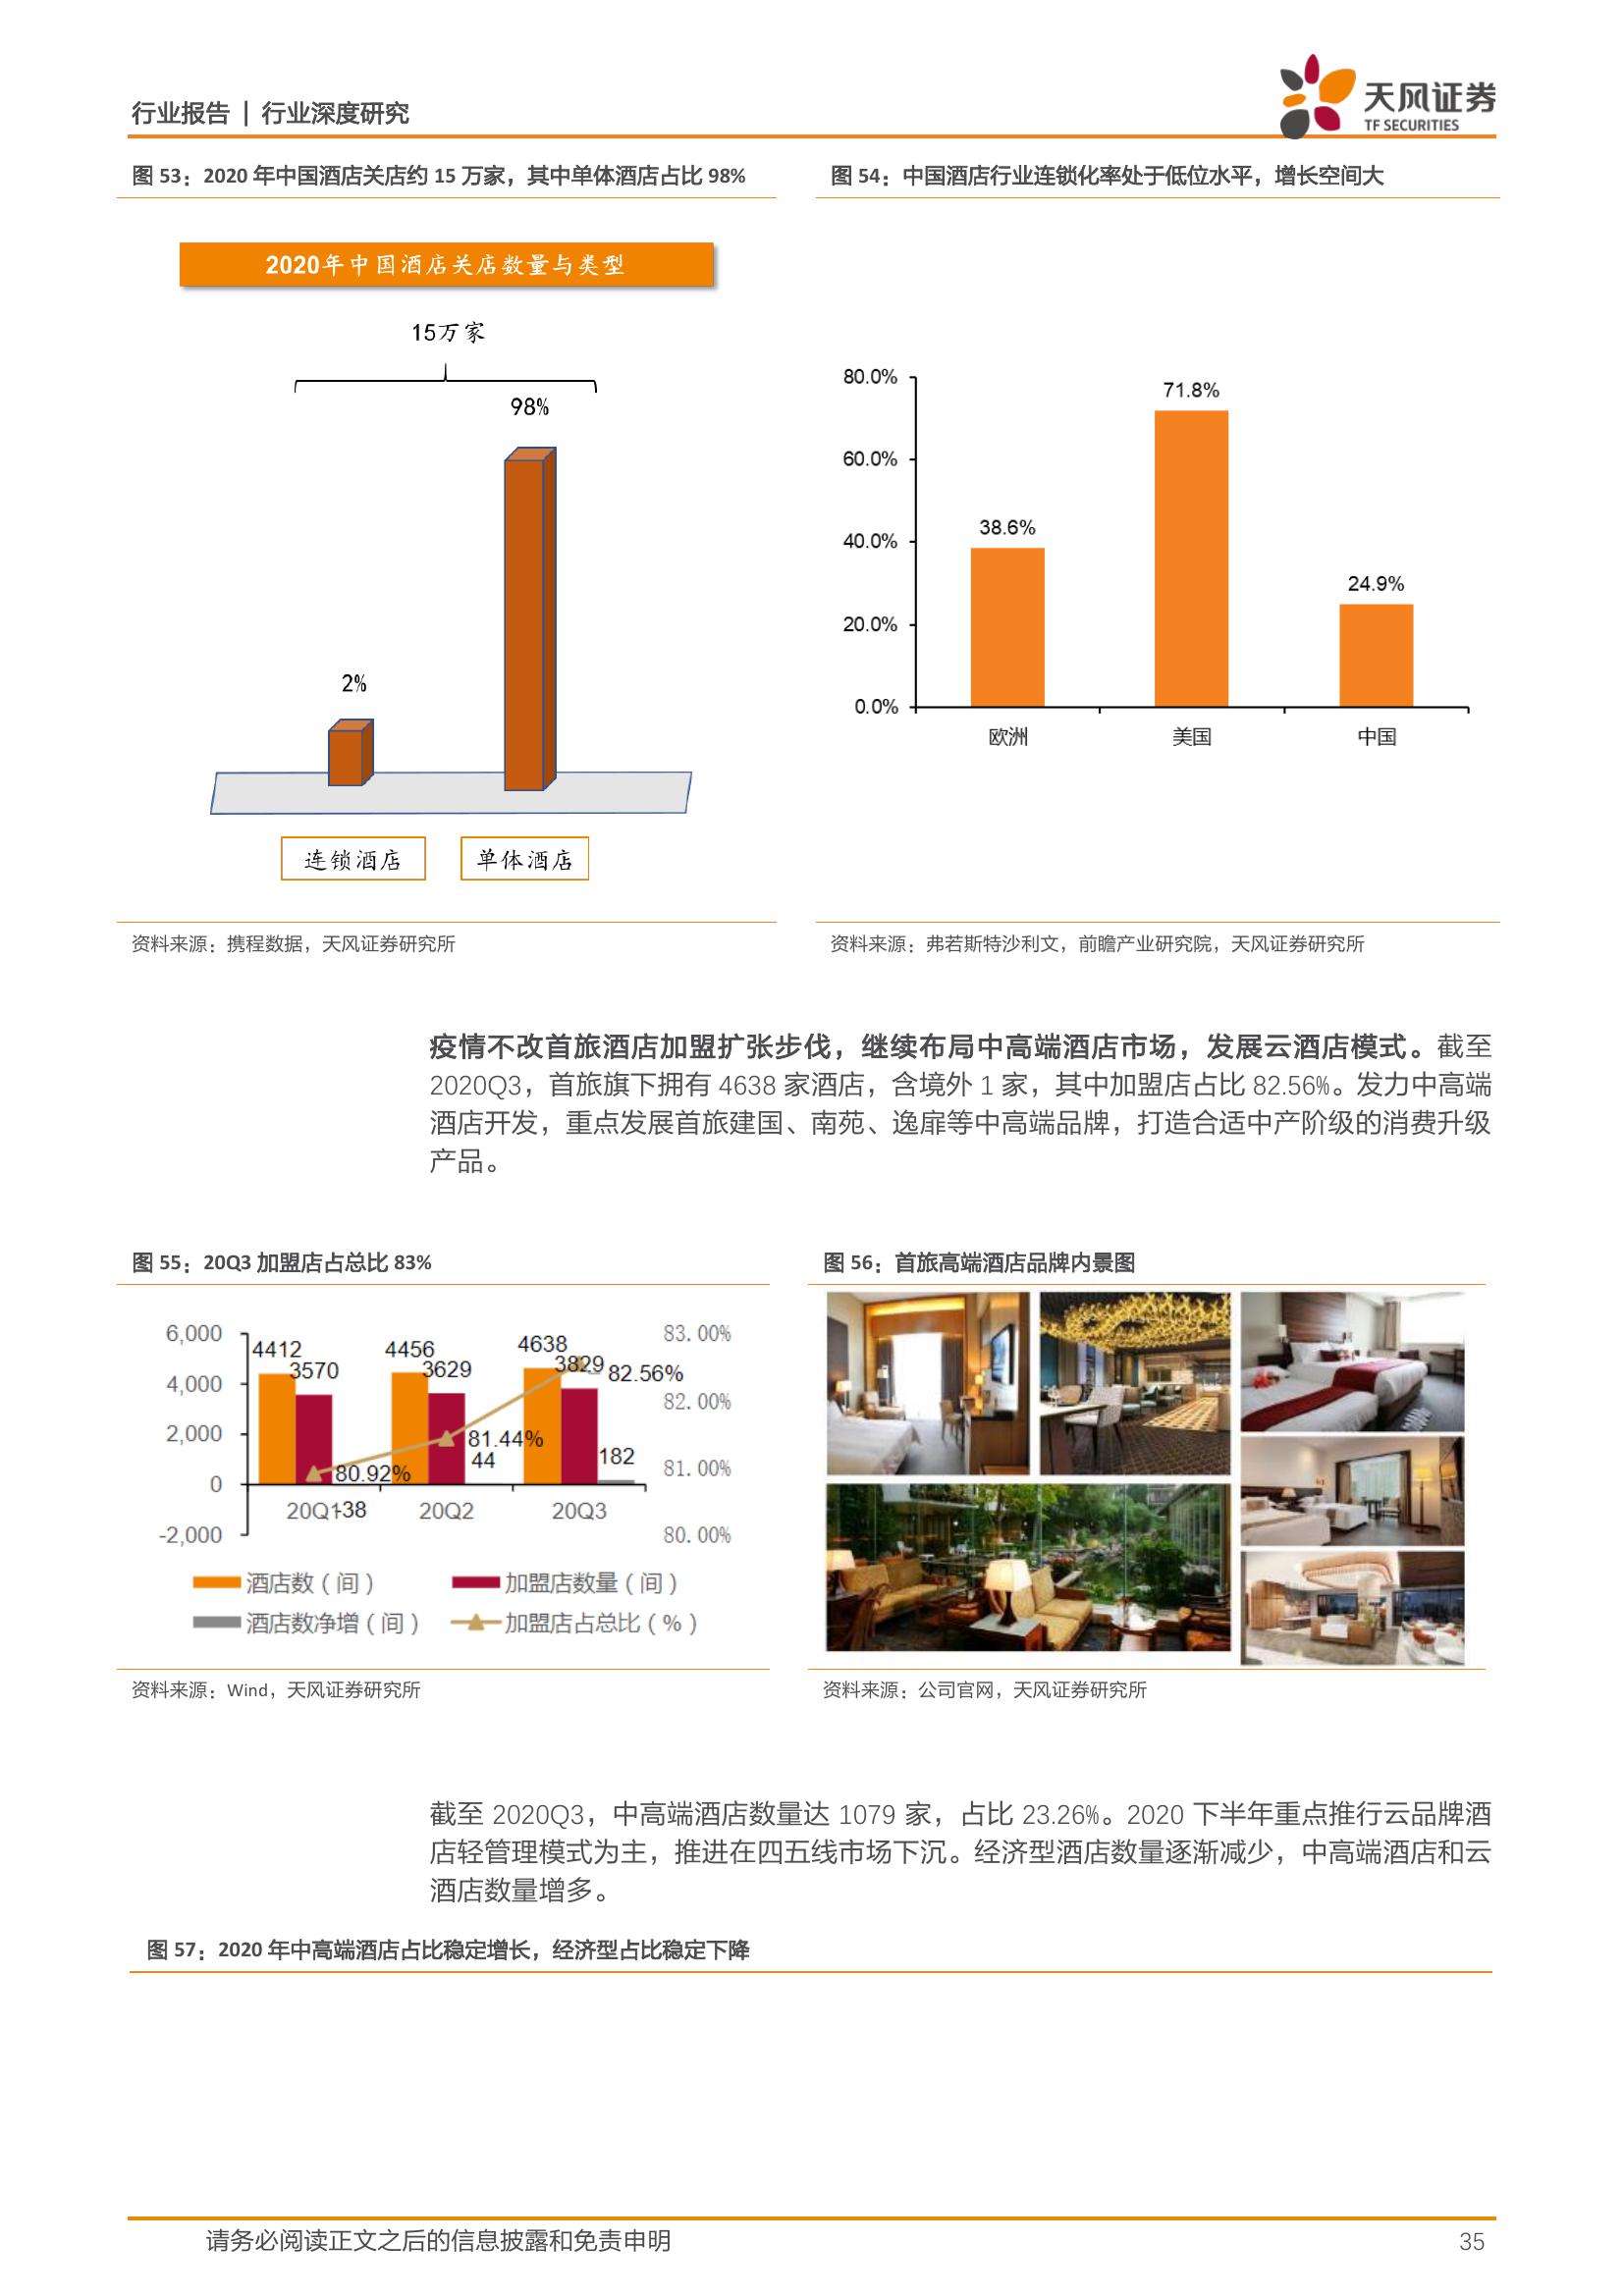 行业报告 | 行业深度研究
天风证券
TF SECURITIES
图 53：2020 年中国酒店关店约 15 万家，其中单体酒店占比 98%
2020年中国酒店关店数量与类型
15万家
98%
2%
连锁酒店
单体酒店
资料来源：携程数据，天风证券研究所
图 54：中国酒店行业连锁化率处于低位水平，增长空间大
80.0%
60.0%
40.0%
20.0%
0.0%
38.6%
71.8%
24.9%
欧洲
美国
中国
资料来源：弗若斯特沙利文，前瞻产业研究院，天风证券研究所
疫情不改首旅酒店加盟扩张步伐，继续布局中高端酒店市场，发展云酒店模式。截至
2020Q3，首旅旗下拥有 4638 家酒店，含境外 1 家，其中加盟店占比 82.56%。发力中高端
酒店开发，重点发展首旅建国、南苑、逸扉等中高端品牌，打造合适中产阶级的消费升级
产品。
图 55：20Q3 加盟店占总比 83%
6,000
4,000
2,000
0
-2,000
4412
3570
4456
3629
4638
3829
82.56%
81.44%
44
80.92%
182
-38
20Q1
20Q2
20Q3
83.00%
82.00%
81.00%
80.00%
酒店数（间）
加盟店数量（间）
酒店数净增（间）
加盟店占总比（%）
资料来源：Wind，天风证券研究所
图 56：首旅高端酒店品牌内景图
资料来源：公司官网，天风证券研究所
截至 2020Q3，中高端酒店数量达 1079 家，占比 23.26%。2020 下半年重点推行云品牌酒
店轻管理模式为主，推进在四五线市场下沉。经济型酒店数量逐渐减少，中高端酒店和云
酒店数量增多。
图 57：2020 年中高端酒店占比稳定增长，经济型占比稳定下降
请务必阅读正文之后的信息披露和免责申明
35